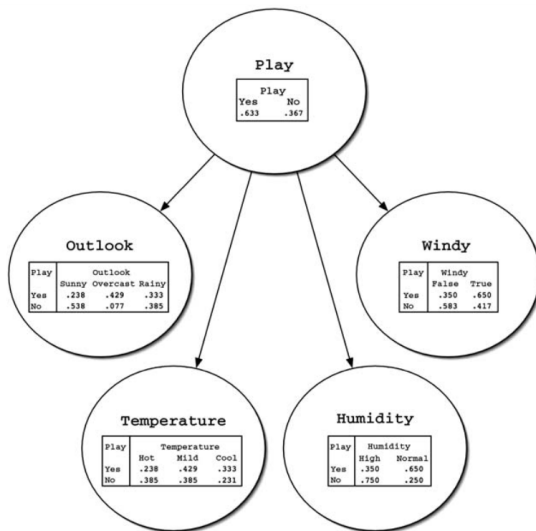 Play
Play
Yes No
.633 .367
Outlook
Play Outlook
Sunny Overcast Rainy
Yes .238 .429 .333
No .538 .077 .385
Windy
Play Windy
False True
Yes .350 .650
No .583 .417
Temperature
Play Temperature
Hot Mild Cool
Yes .238 .429 .333
No .385 .385 .231
Humidity
Play Humidity
High Normal
Yes .350 .650
No .750 .250